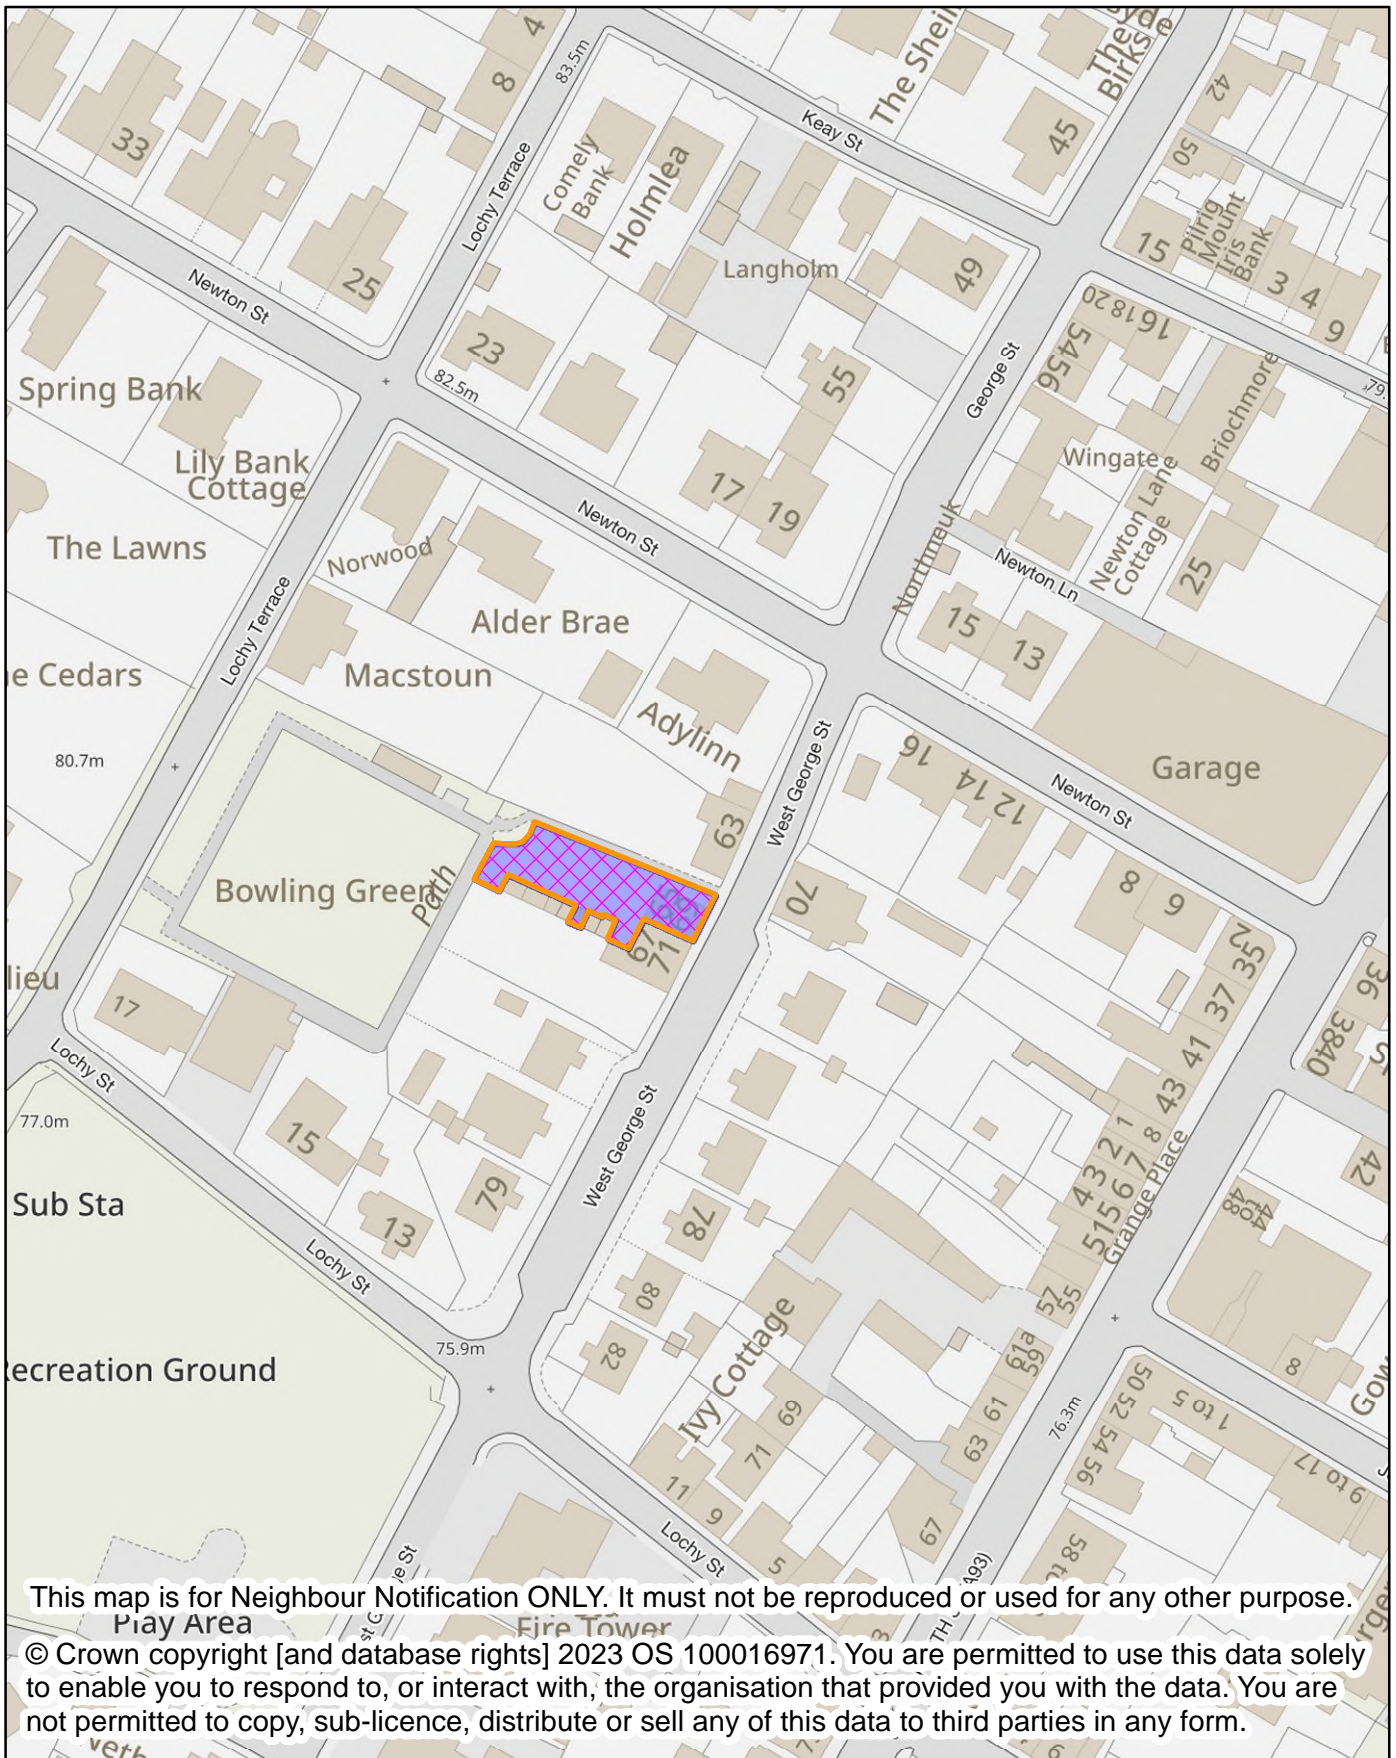 4
8
83.5m
The Sheil
Birks
42
33
Comely
Bank
Holmlea
Keay St
45
50
Lochy Terrace
Langholm
49
15
Pilrig
Mount
Iris
Bank
3
4
6
25
Newton St
23
82.5m
55
George St
20
18
16
54
56
Briochmore
79.
Spring Bank
Lily Bank
Cottage
17
19
Wingate
Newton Lane
Cottage
25
The Lawns
Norwood
Newton St
Northneuk
Newton Ln
Alder Brae
15
13
Lochy Terrace
e Cedars
Macstoun
Adylinn
80.7m
West George St
16
14
12
Garage
Newton St
63
Bowling Green
Path
65
69
67
71
70
8
6
2
35
lieu
17
37
36
38
40
41
Lochy St
77.0m
43
1
2
3
4
8
7
6
5
51
Grange Place
42
15
West George St
79
78
44
to
48
Sub Sta
13
Lochy St
80
57
55
82
Ivy Cottage
61a
59
8
Gow
75.9m
Recreation Ground
69
61
63
76.3m
50
52
54
56
1 to 5
71
11
9
67
9 to 17
Lochy St
5
58 to
A93)
This map is for Neighbour Notification ONLY. It must not be reproduced or used for any other purpose.
Play Area
Fire Tower
© Crown copyright [and database rights] 2023 OS 100016971. You are permitted to use this data solely
to enable you to respond to, or interact with, the organisation that provided you with the data. You are
not permitted to copy, sub-licence, distribute or sell any of this data to third parties in any form.